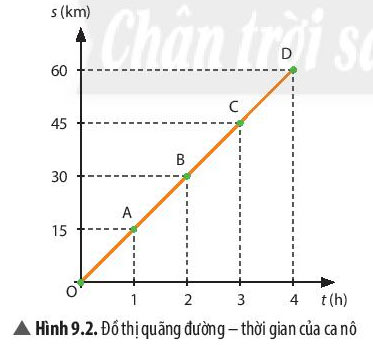 Chân trời sá
s (km)
D
60
C
45
B
30
A
15
O
1 2 3 4 t (h)
▲ Hình 9.2. Đồ thị quãng đường – thời gian của ca nô